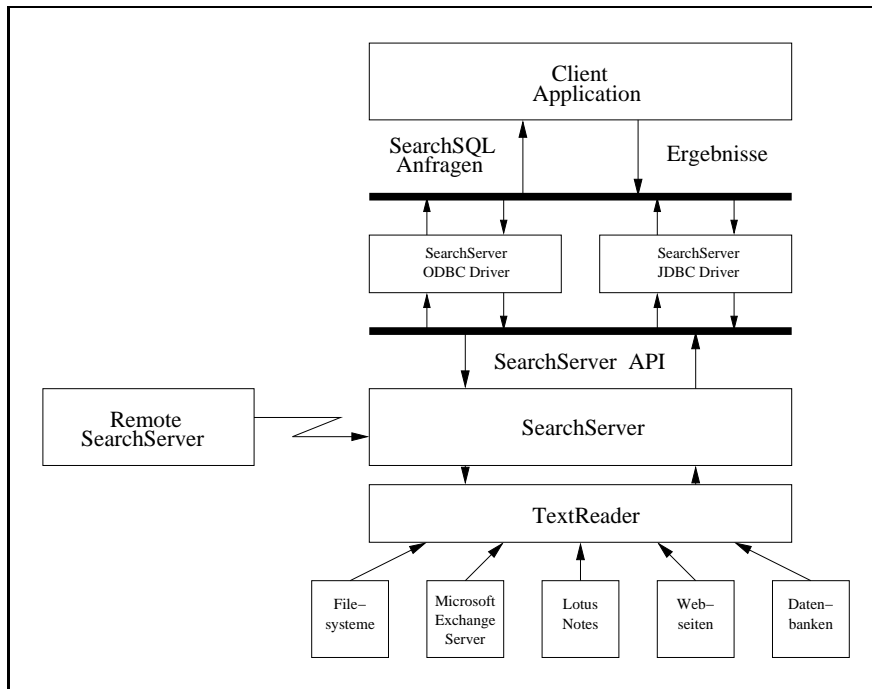 Client
Application
SearchSQL
Anfragen
Ergebnisse
SearchServer
ODBC Driver
SearchServer
JDBC Driver
SearchServer API
Remote
SearchServer
SearchServer
TextReader
File–
systeme
Microsoft
Exchange
Server
Lotus
Notes
Web–
seiten
Daten–
banken